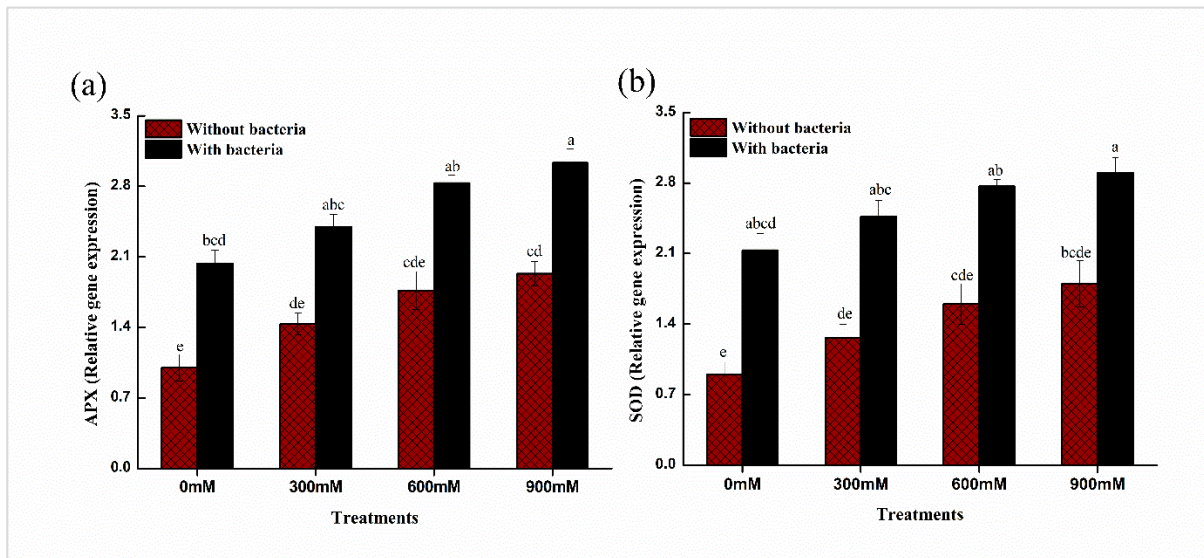 (a)
3.5
Without bacteria
With bacteria
2.8
2.1
1.4
0.7
0.0
APX (Relative gene expression)
e
bcd
de
abc
cde
ab
cd
a
0mM 300mM 600mM 900mM
Treatments
(b)
3.5
Without bacteria
With bacteria
2.8
2.1
1.4
0.7
0.0
SOD (Relative gene expression)
e
abcd
de
abc
cde
ab
bcde
a
0mM 300mM 600mM 900mM
Treatments